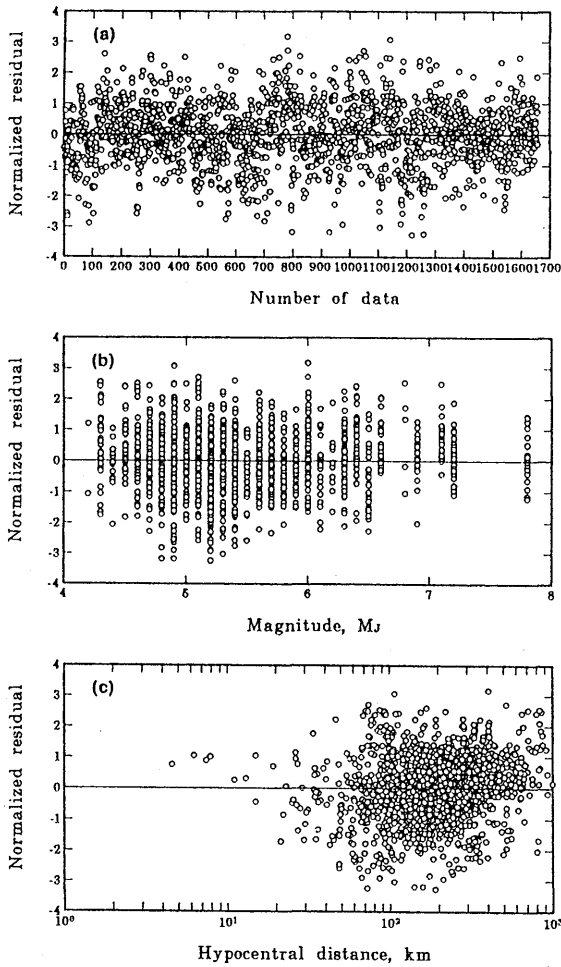 (a)
Normalized residual
4
3
2
1
0
-1
-2
-3
-4
0 100 200 300 400 500 600 700 800 900 1000 1100 1200 1300 1400 1500 1600 1700
Number of data
(b)
Normalized residual
4
3
2
1
0
-1
-2
-3
-4
4 5 6 7 8
Magnitude, MJ
(c)
Normalized residual
4
3
2
1
0
-1
-2
-3
-4
10⁰ 10¹ 10² 10³
Hypocentral distance, km